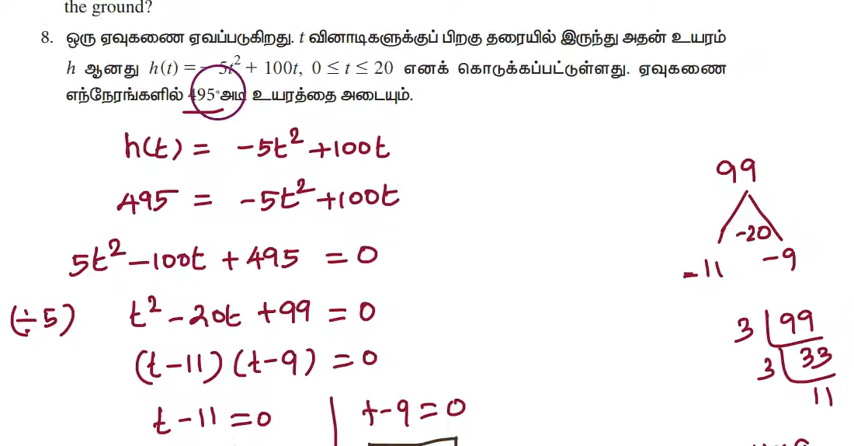 the ground?
8. ஒரு ஏவுகணை ஏவப்படுகிறது. t வினாடிகளுக்குப் பிறகு தரையில் இருந்து அதன் உயரம்
h ஆனது h(t) = −5t² + 100t, 0 ≤ t ≤ 20 எனக் கொடுக்கப்பட்டுள்ளது. ஏவுகணை
எந்நேரங்களில் 495 அடி உயரத்தை அடையும்.
h(t) = -5t² +100t
495 = -5t² +100t
5t² -100t +495 = 0
(÷5) t² -20t +99 = 0
(t-11) (t-9) = 0
t-11 = 0 | t-9 = 0
99
-20
-11 -9
3 | 99
3 | 33
11